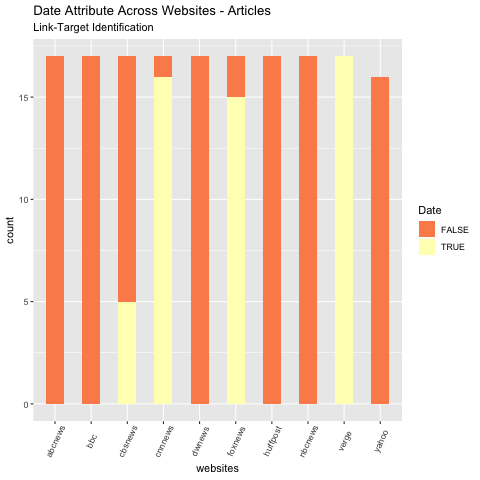 Date Attribute Across Websites - Articles
Link-Target Identification
count
15
10
5
0
abcnews
bbc
cbsnews
cnnnews
dwnews
foxnews
huffpost
nbcnews
verge
yahoo
websites
Date
FALSE
TRUE